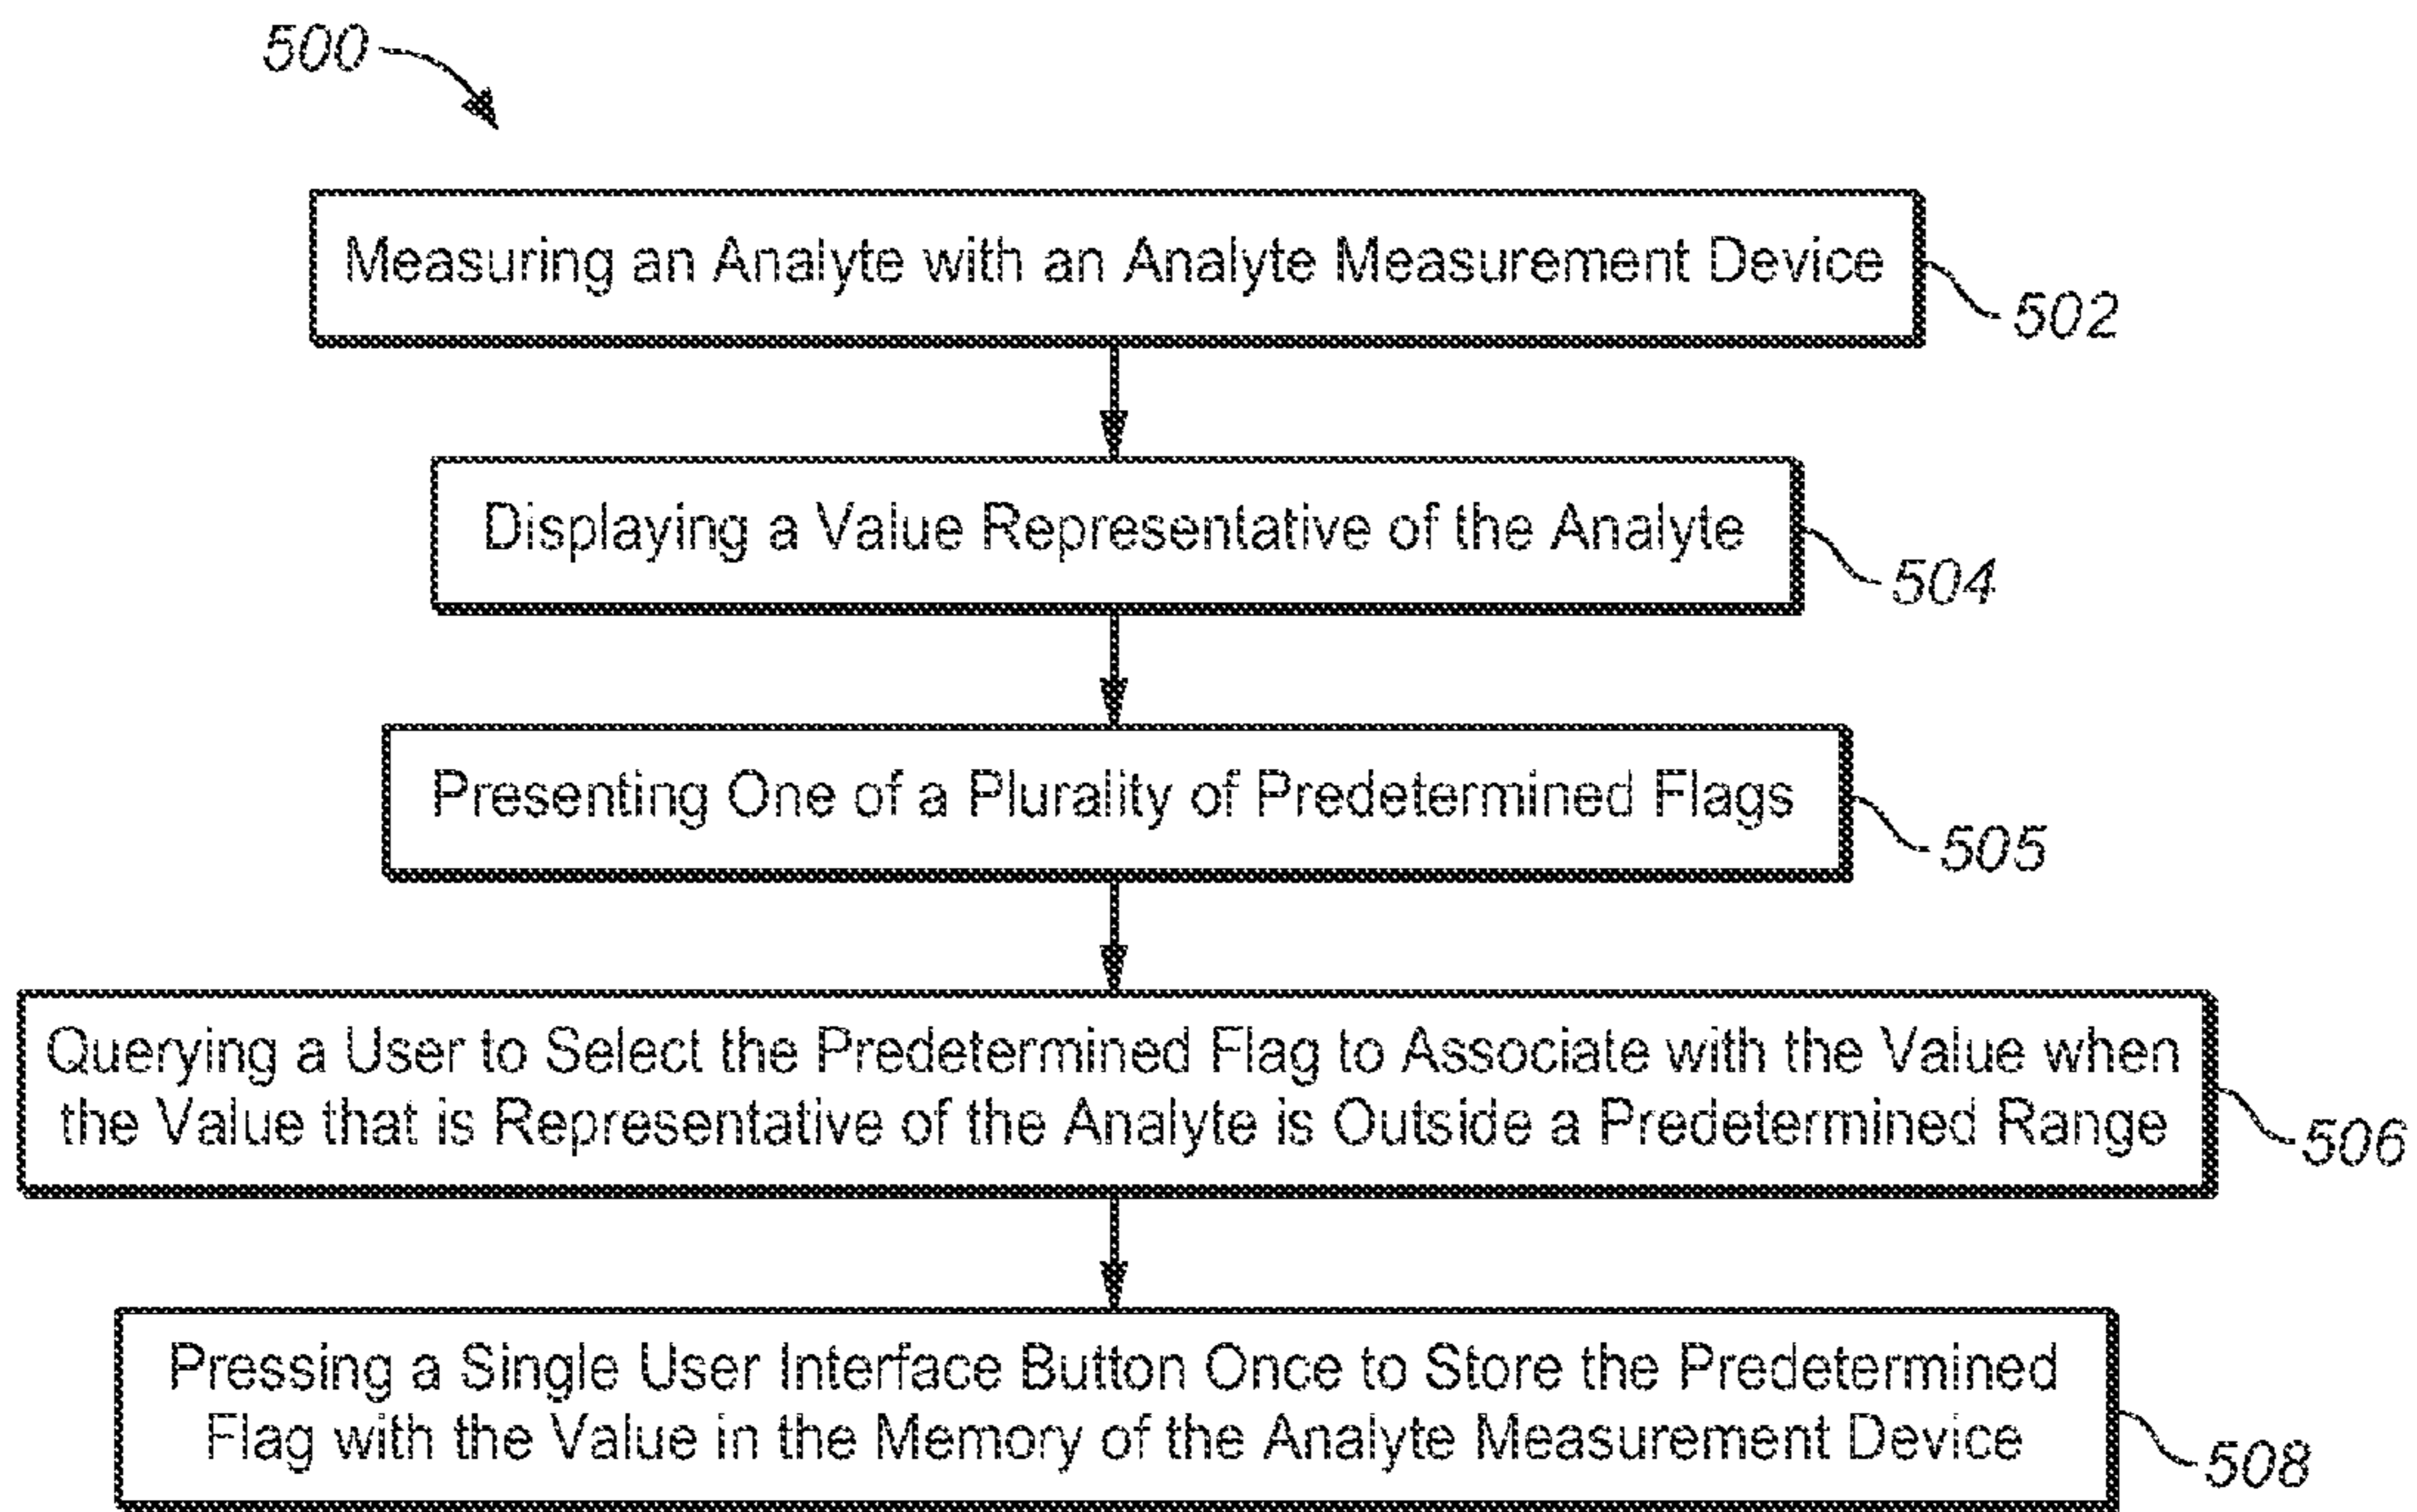 500
Measuring an Analyte with an Analyte Measurement Device
502
Displaying a Value Representative of the Analyte
504
Presenting One of a Plurality of Predetermined Flags
505
Querying a User to Select the Predetermined Flag to Associate with the Value when
the Value that is Representative of the Analyte is Outside a Predetermined Range
506
Pressing a Single User Interface Button Once to Store the Predetermined
Flag with the Value in the Memory of the Analyte Measurement Device
508